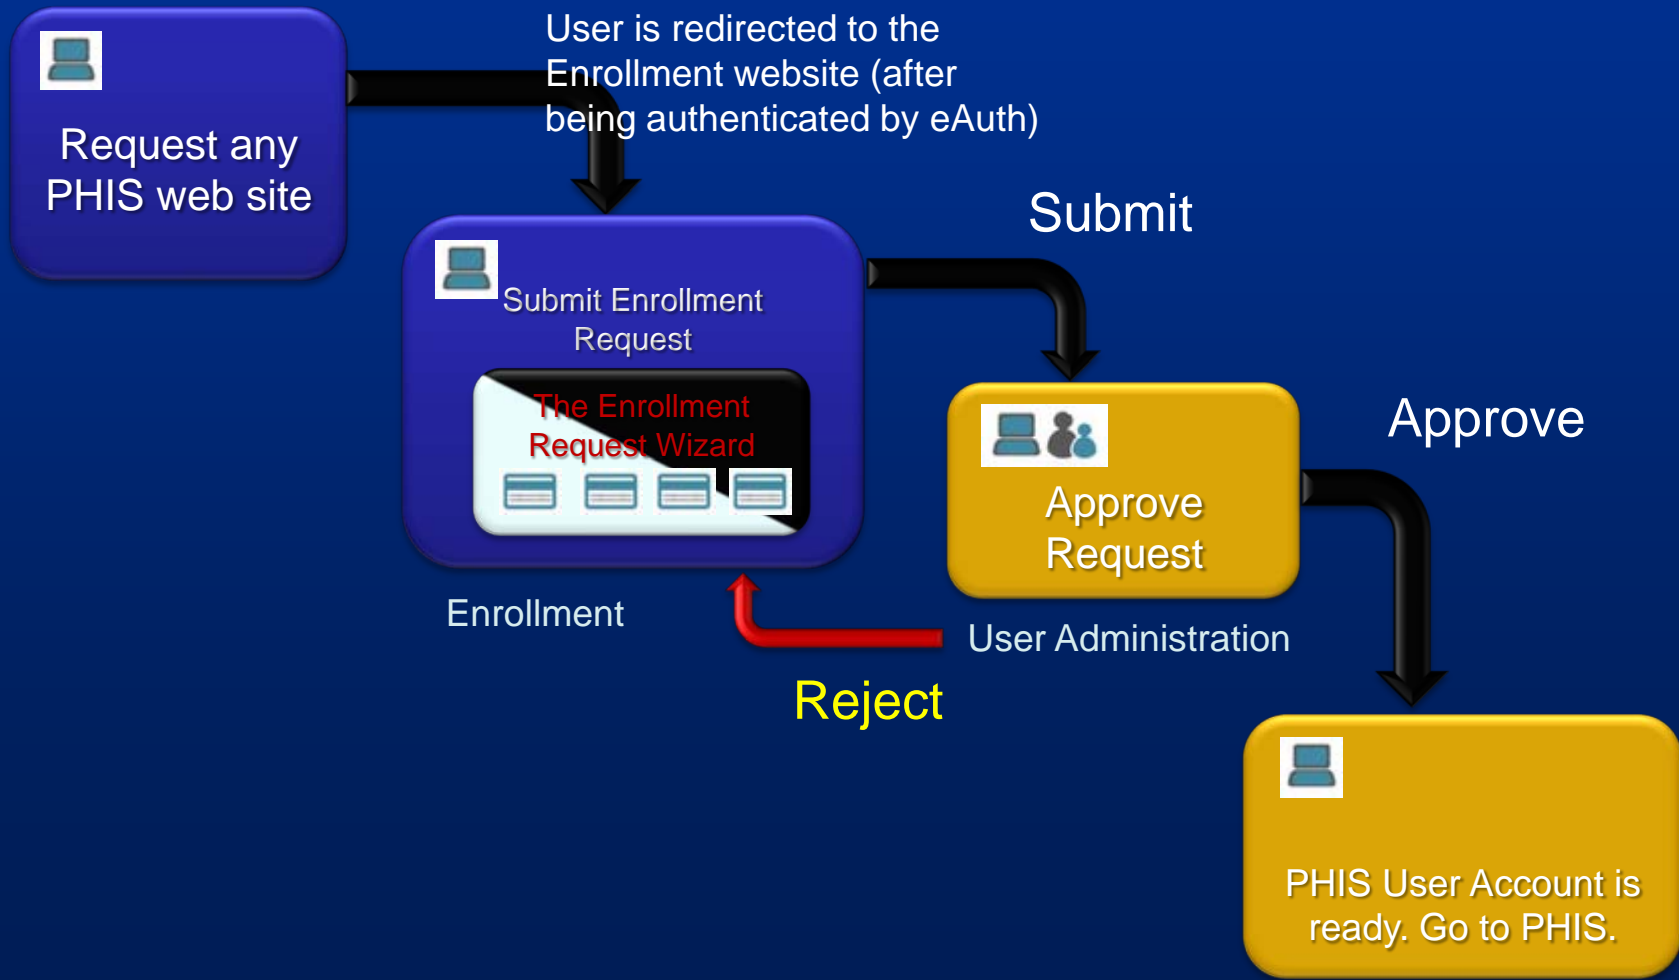 Request any
PHIS web site
User is redirected to the
Enrollment website (after
being authenticated by eAuth)
Submit
Submit Enrollment
Request
The Enrollment
Request Wizard
Enrollment
Approve
Approve
Request
User Administration
Reject
PHIS User Account is
ready. Go to PHIS.